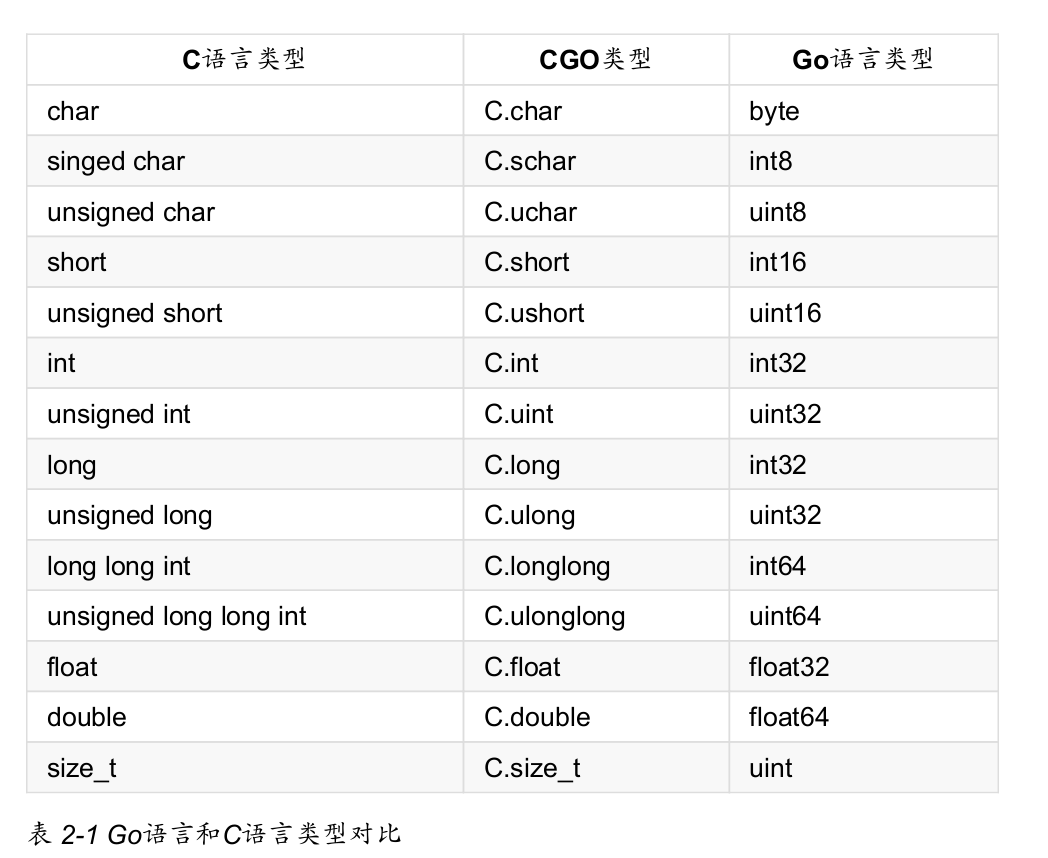 C语言类型 CGO类型 Go语言类型
char C.char byte
singed char C.schar int8
unsigned char C.uchar uint8
short C.short int16
unsigned short C.ushort uint16
int C.int int32
unsigned int C.uint uint32
long C.long int32
unsigned long C.ulong uint32
long long int C.longlong int64
unsigned long long int C.ulonglong uint64
float C.float float32
double C.double float64
size_t C.size_t uint
表 2-1 Go语言和C语言类型对比